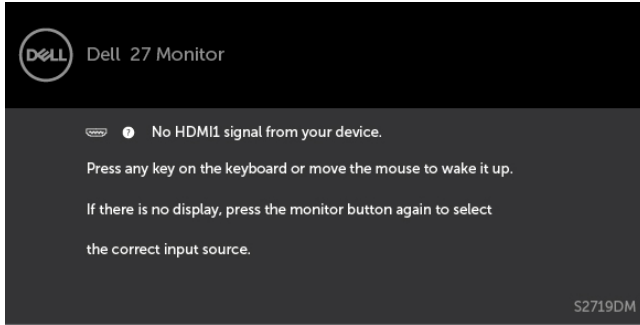 DELL
Dell 27 Monitor
? No HDMI1 signal from your device.
Press any key on the keyboard or move the mouse to wake it up.
If there is no display, press the monitor button again to select
the correct input source.
S2719DM